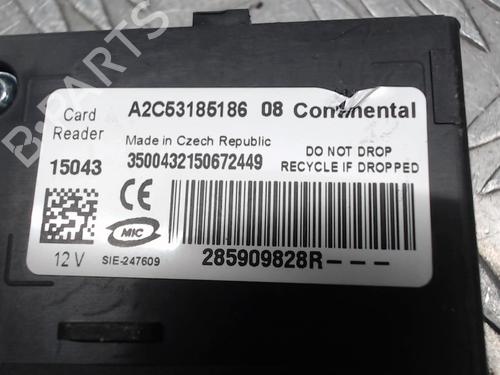 Card Reader
A2C53185186 08 Continental
Made in Czech Republic
15043
3500432150672449
DO NOT DROP
RECYCLE IF DROPPED
CE
MIC
12 V
SIE-247609
285909828R---
B-PARTS